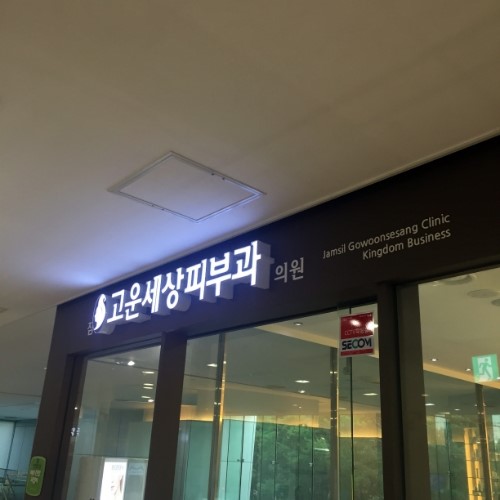 고운세상피부과 의원
Jamsil Gowoonsesang Clinic
Kingdom Business
SECOM